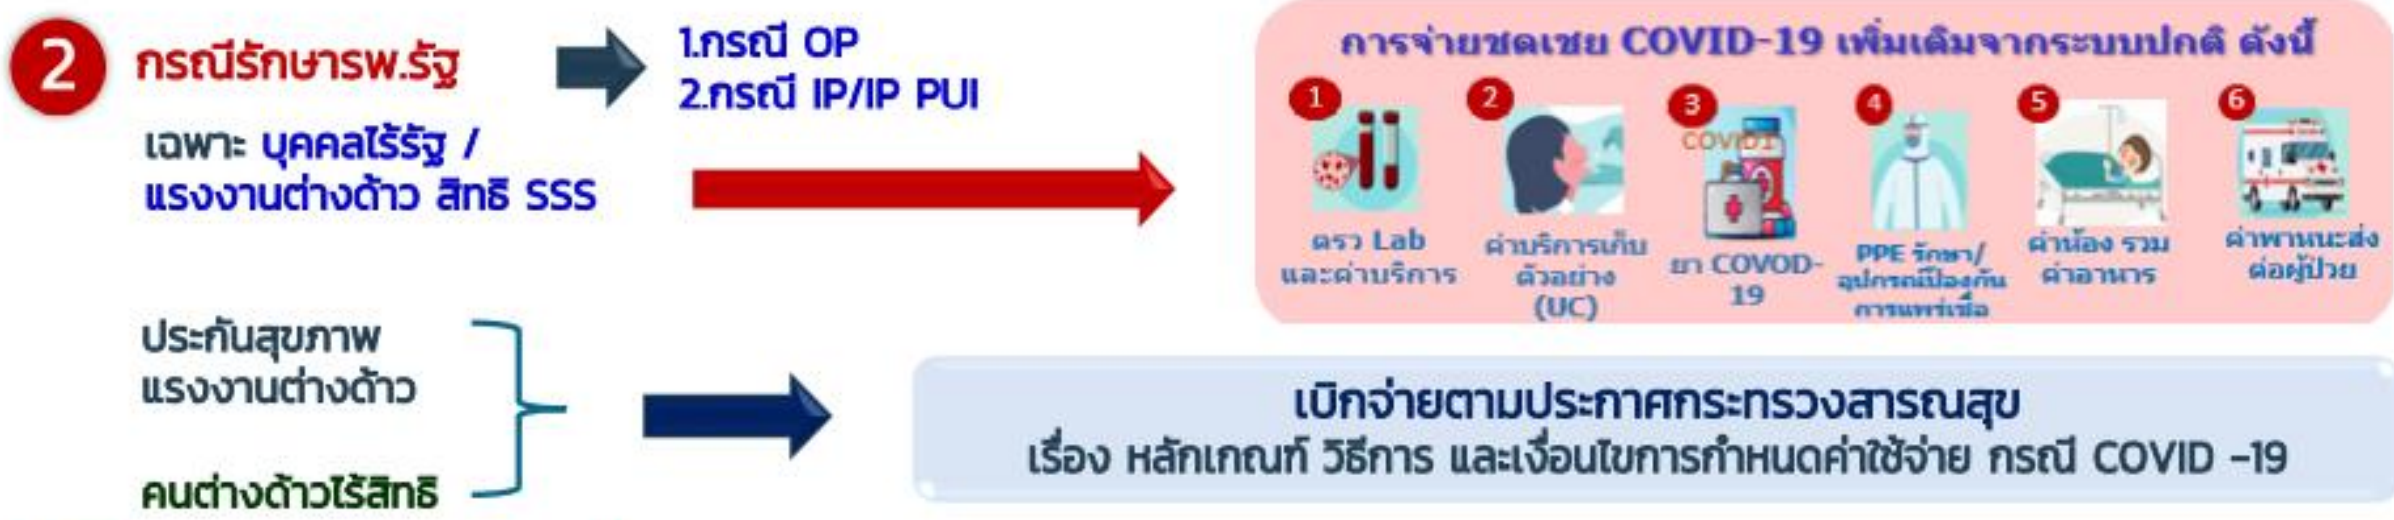 2
กรณีรักษารพ.รัฐ
1.กรณี OP
2.กรณี IP/IP PUI
เฉพาะ บุคคลไร้รัฐ /
แรงงานต่างด้าว สิทธิ SSS
การจ่ายชดเชย COVID-19 เพิ่มเติมจากระบบปกติ ดังนี้
1
ตรว Lab
และค่าบริการ
2
ค่าบริการเก็บ
ตัวอย่าง
(UC)
3
COVID1
ยา COVOD-
19
4
PPE รักษา/
อุปกรณ์ป้องกัน
การแพร่เชื้อ
5
ค่าห้อง รวม
ค่าอาหาร
6
ค่าพาหนะส่ง
ต่อผู้ป่วย
ประกันสุขภาพ
แรงงานต่างด้าว
คนต่างด้าวไร้สิทธิ
เบิกจ่ายตามประกาศกระทรวงสารณสุข
เรื่อง หลักเกณฑ์ วิธีการ และเงื่อนไขการกำหนดค่าใช้จ่าย กรณี COVID -19